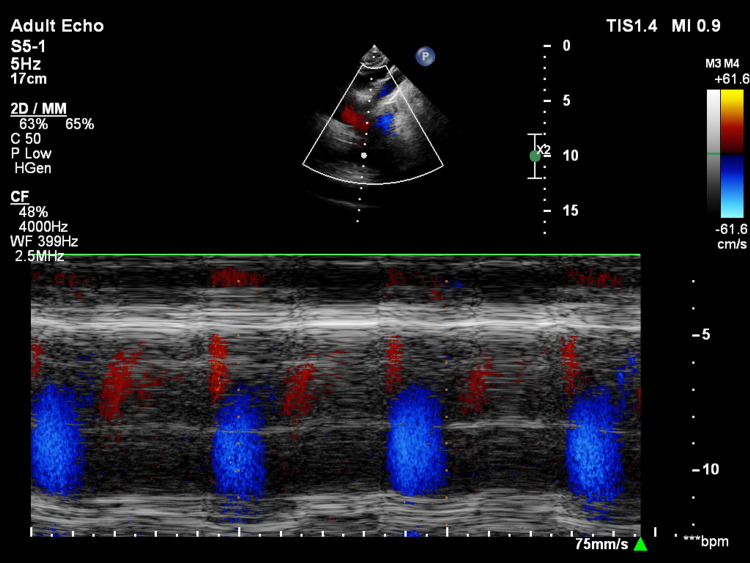 Adult Echo
TIS1.4 MI 0.9
S5-1
5Hz
17cm
2D / MM
63% 65%
C 50
P Low
HGen
CF
48%
4000Hz
WF 399Hz
2.5MHz
P
0
5
X2
10
15
M3 M4
+61.6
-61.6
cm/s
-5
-10
75mm/s
***bpm